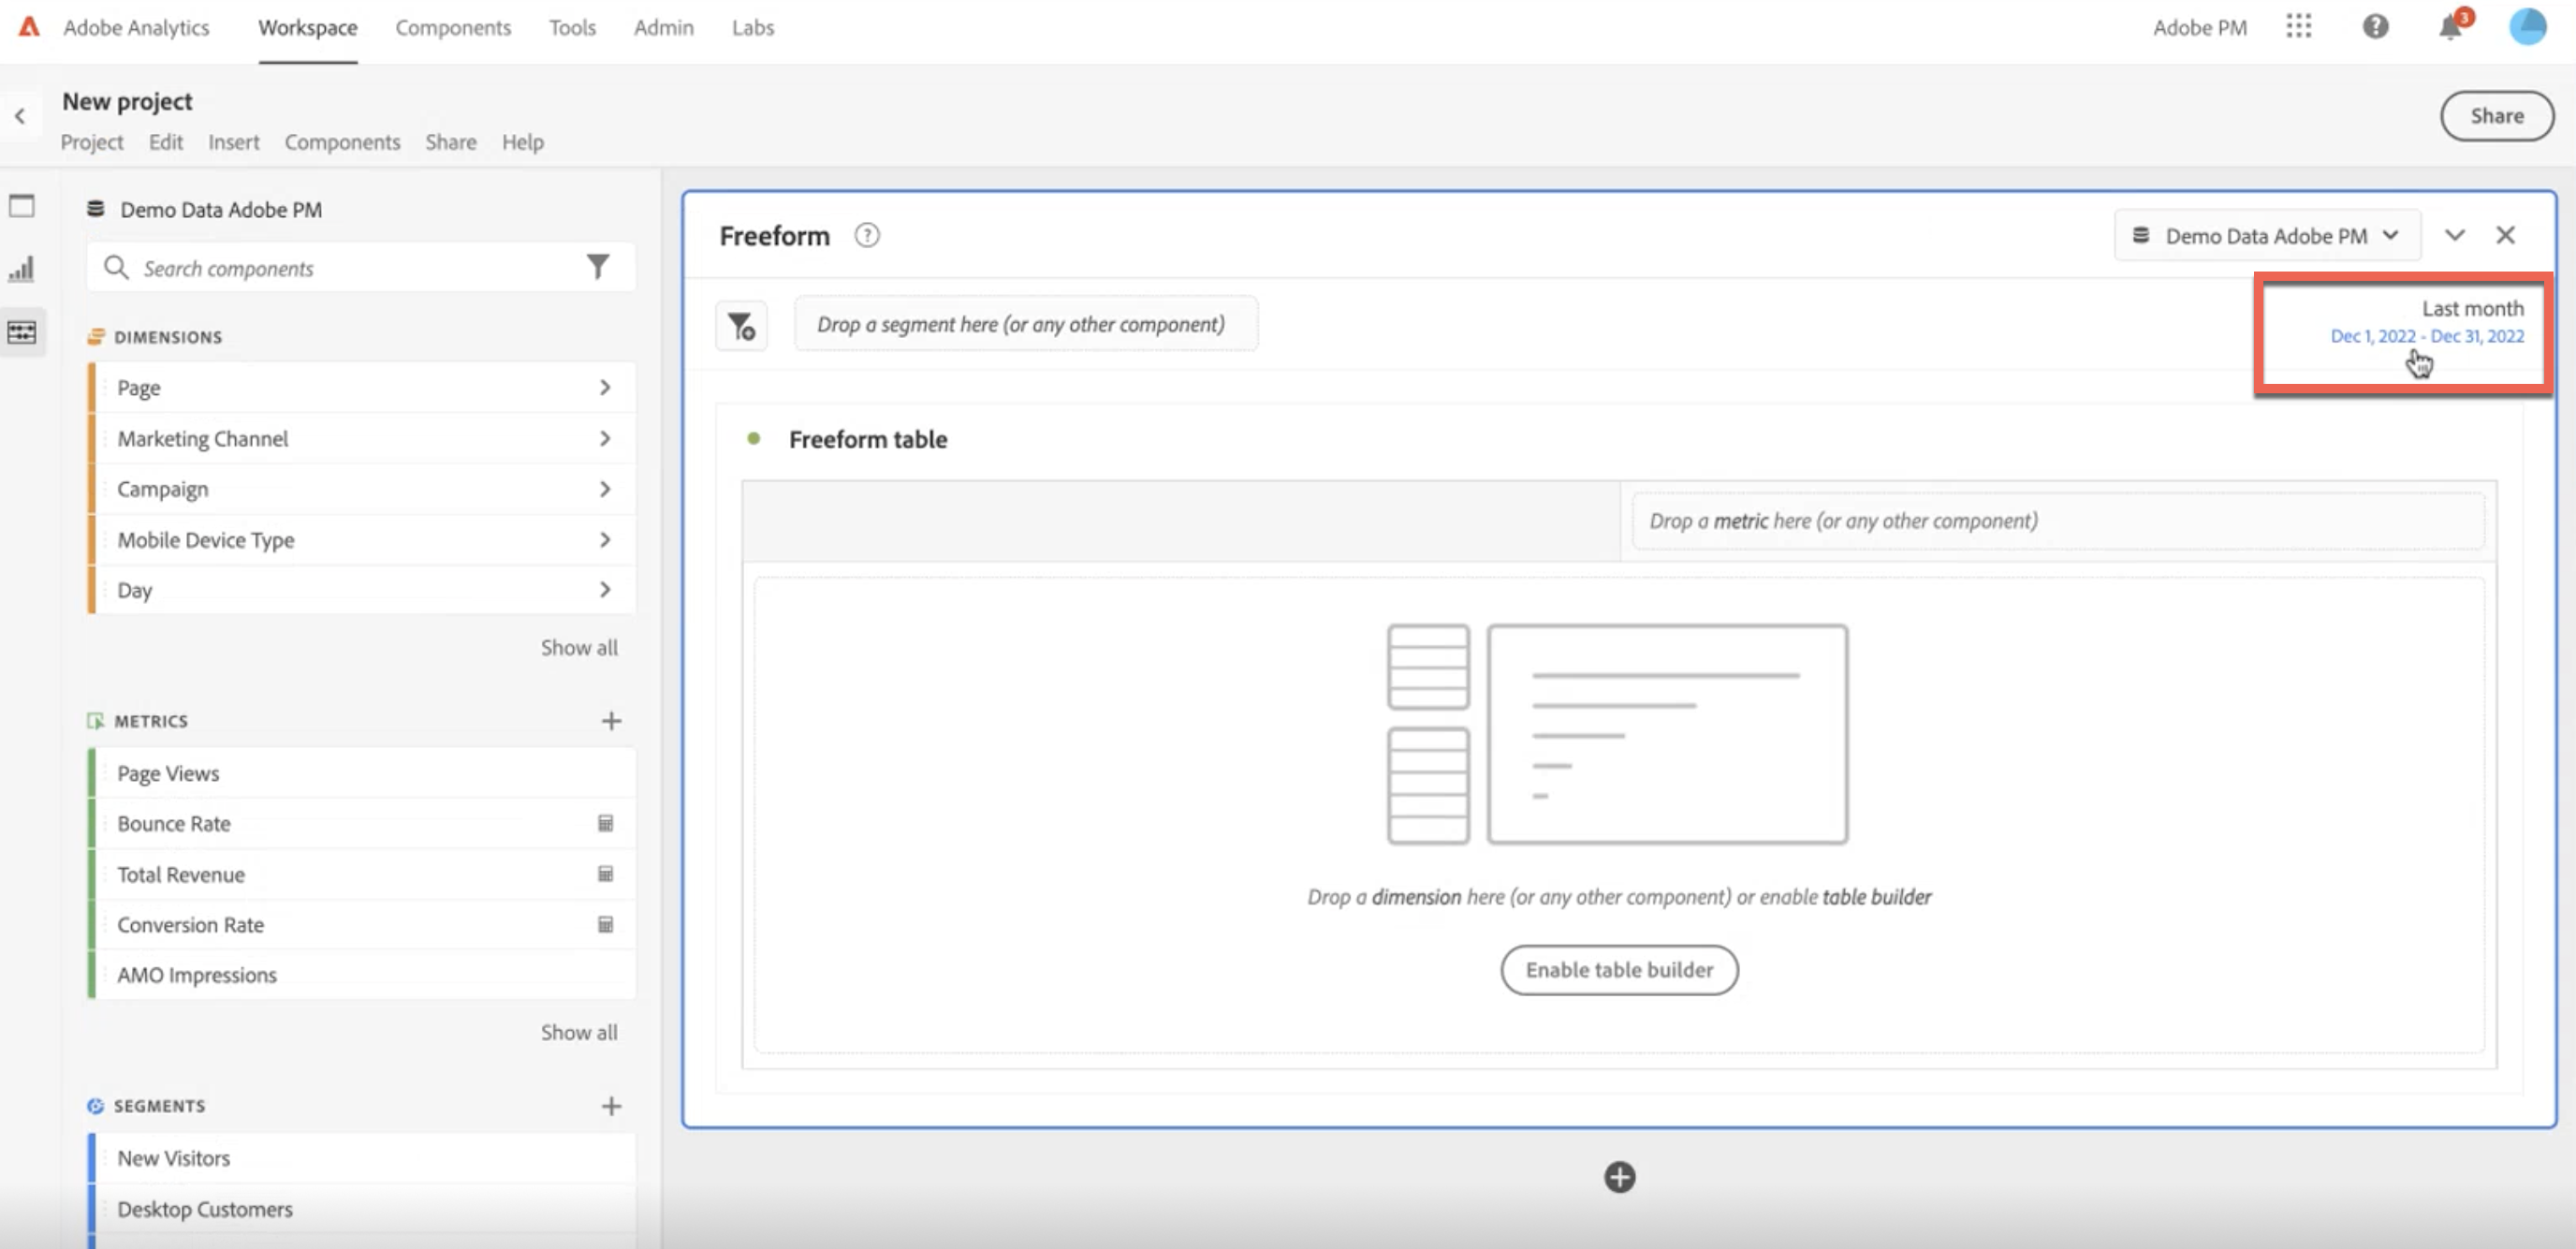 Adobe Analytics Workspace Components Tools Admin Labs Adobe PM 3
New project
Share
Project Edit Insert Components Share Help
Demo Data Adobe PM
Search components
DIMENSIONS
Page
Marketing Channel
Campaign
Mobile Device Type
Day
Show all
METRICS
Page Views
Bounce Rate
Total Revenue
Conversion Rate
AMO Impressions
Show all
SEGMENTS
New Visitors
Desktop Customers
Freeform ? Demo Data Adobe PM
Drop a segment here (or any other component)
Last month
Dec 1, 2022 - Dec 31, 2022
Freeform table
Drop a metric here (or any other component)
Drop a dimension here (or any other component) or enable table builder
Enable table builder